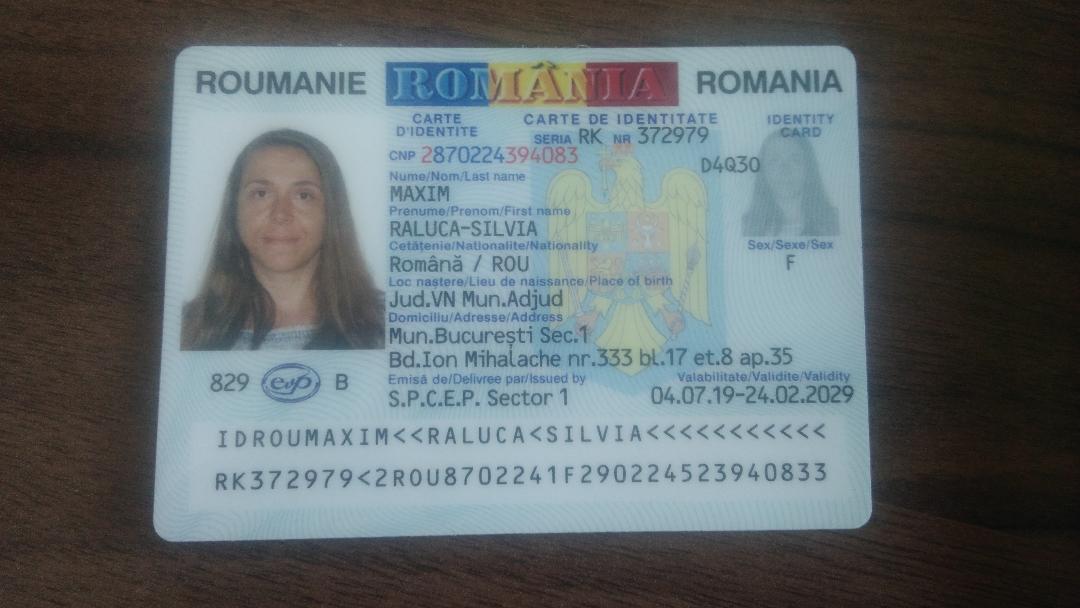 ROUMANIE ROMÂNIA ROMANIA
CARTE D'IDENTITE CARTE DE IDENTITATE IDENTITY CARD
SERIA RK NR 372979
CNP 2870224394083
D4Q30
Nume/Nom/Last name
MAXIM
Prenume/Prenom/First name
RALUCA-SILVIA
Cetăţenie/Nationalite/Nationality
Română / ROU
Sex/Sexe/Sex
F
Loc naştere/Lieu de naissance/Place of birth
Jud.VN Mun.Adjud
Domiciliu/Adresse/Address
Mun.Bucureşti Sec.1
Bd.Ion Mihalache nr.333 bl.17 et.8 ap.35
829 evp B
Emisă de/Delivree par/Issued by Valabilitate/Validite/Validity
S.P.C.E.P. Sector 1 04.07.19-24.02.2029
IDROUMAXIM<<RALUCA<SILVIA<<<<<<<<<<<
RK372979<2ROU8702241F290224523940833